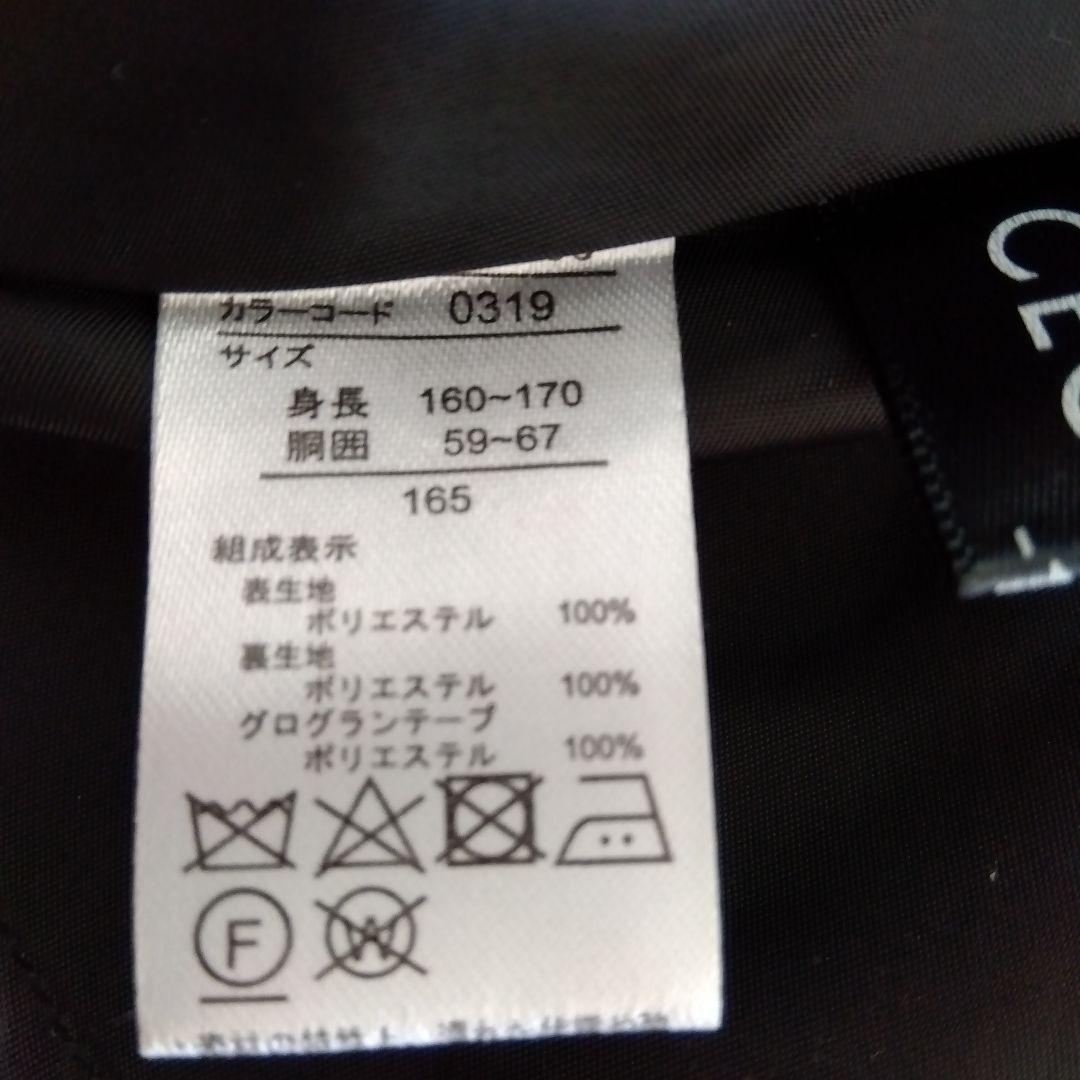 カラーコード 0319
サイズ
身長 160~170
胴囲 59~67
165
組成表示
表生地
ポリエステル 100%
裏生地
ポリエステル 100%
グログランテープ
ポリエステル 100%
F
W